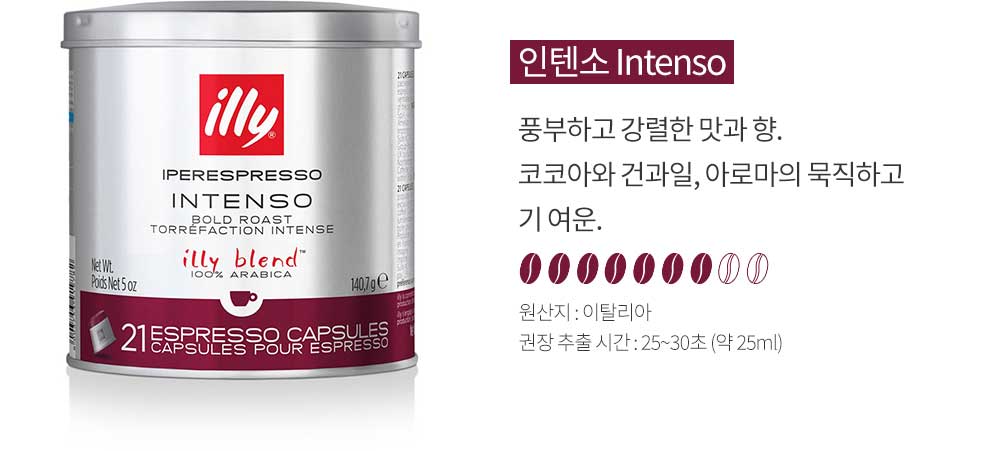 인텐소 Intenso
풍부하고 강렬한 맛과 향.
코코아와 건과일, 아로마의 묵직하고
기 여운.
원산지 : 이탈리아
권장 추출 시간 : 25~30초 (약 25ml)
illy®
IPERESPRESSO
INTENSO
BOLD ROAST
TORRÉFACTION INTENSE
illy blend™
100% ARABICA
Net Wt.
Poids Net 5 oz
140,7 g ℮
21 ESPRESSO CAPSULES
CAPSULES POUR ESPRESSO